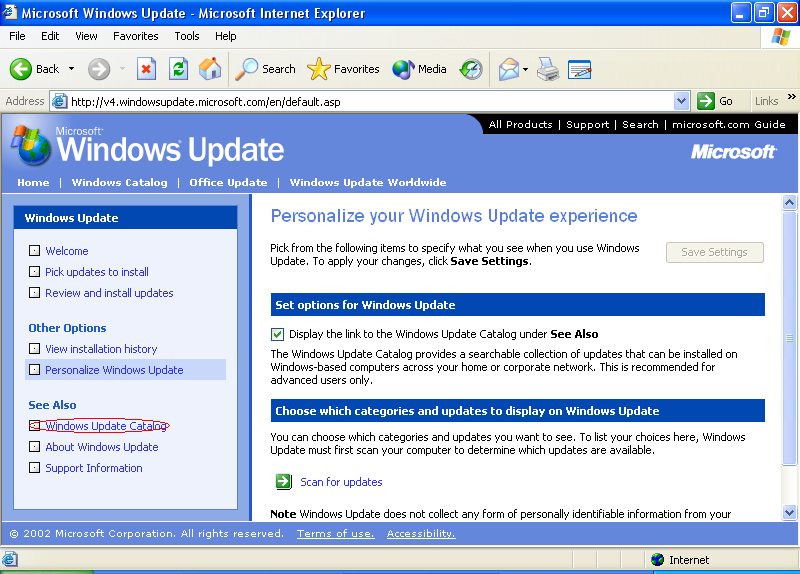 Microsoft Windows Update - Microsoft Internet Explorer
File Edit View Favorites Tools Help
Back Search Favorites Media
Address http://v4.windowsupdate.microsoft.com/en/default.asp Go Links »
All Products | Support | Search | microsoft.com Guide
Microsoft
Windows Update
Microsoft
Home | Windows Catalog | Office Update | Windows Update Worldwide
Windows Update
Welcome
Pick updates to install
Review and install updates
Other Options
View installation history
Personalize Windows Update
See Also
Windows Update Catalog
About Windows Update
Support Information
Personalize your Windows Update experience
Pick from the following items to specify what you see when you use Windows
Update. To apply your changes, click Save Settings.
Save Settings
Set options for Windows Update
Display the link to the Windows Update Catalog under See Also
The Windows Update Catalog provides a searchable collection of updates that can be installed on
Windows-based computers across your home or corporate network. This is recommended for
advanced users only.
Choose which categories and updates to display on Windows Update
You can choose which categories and updates you want to see. To list your choices here, Windows
Update must first scan your computer to determine which updates are available.
Scan for updates
Note Windows Update does not collect any form of personally identifiable information from your
© 2002 Microsoft Corporation. All rights reserved. Terms of use. Accessibility.
Internet